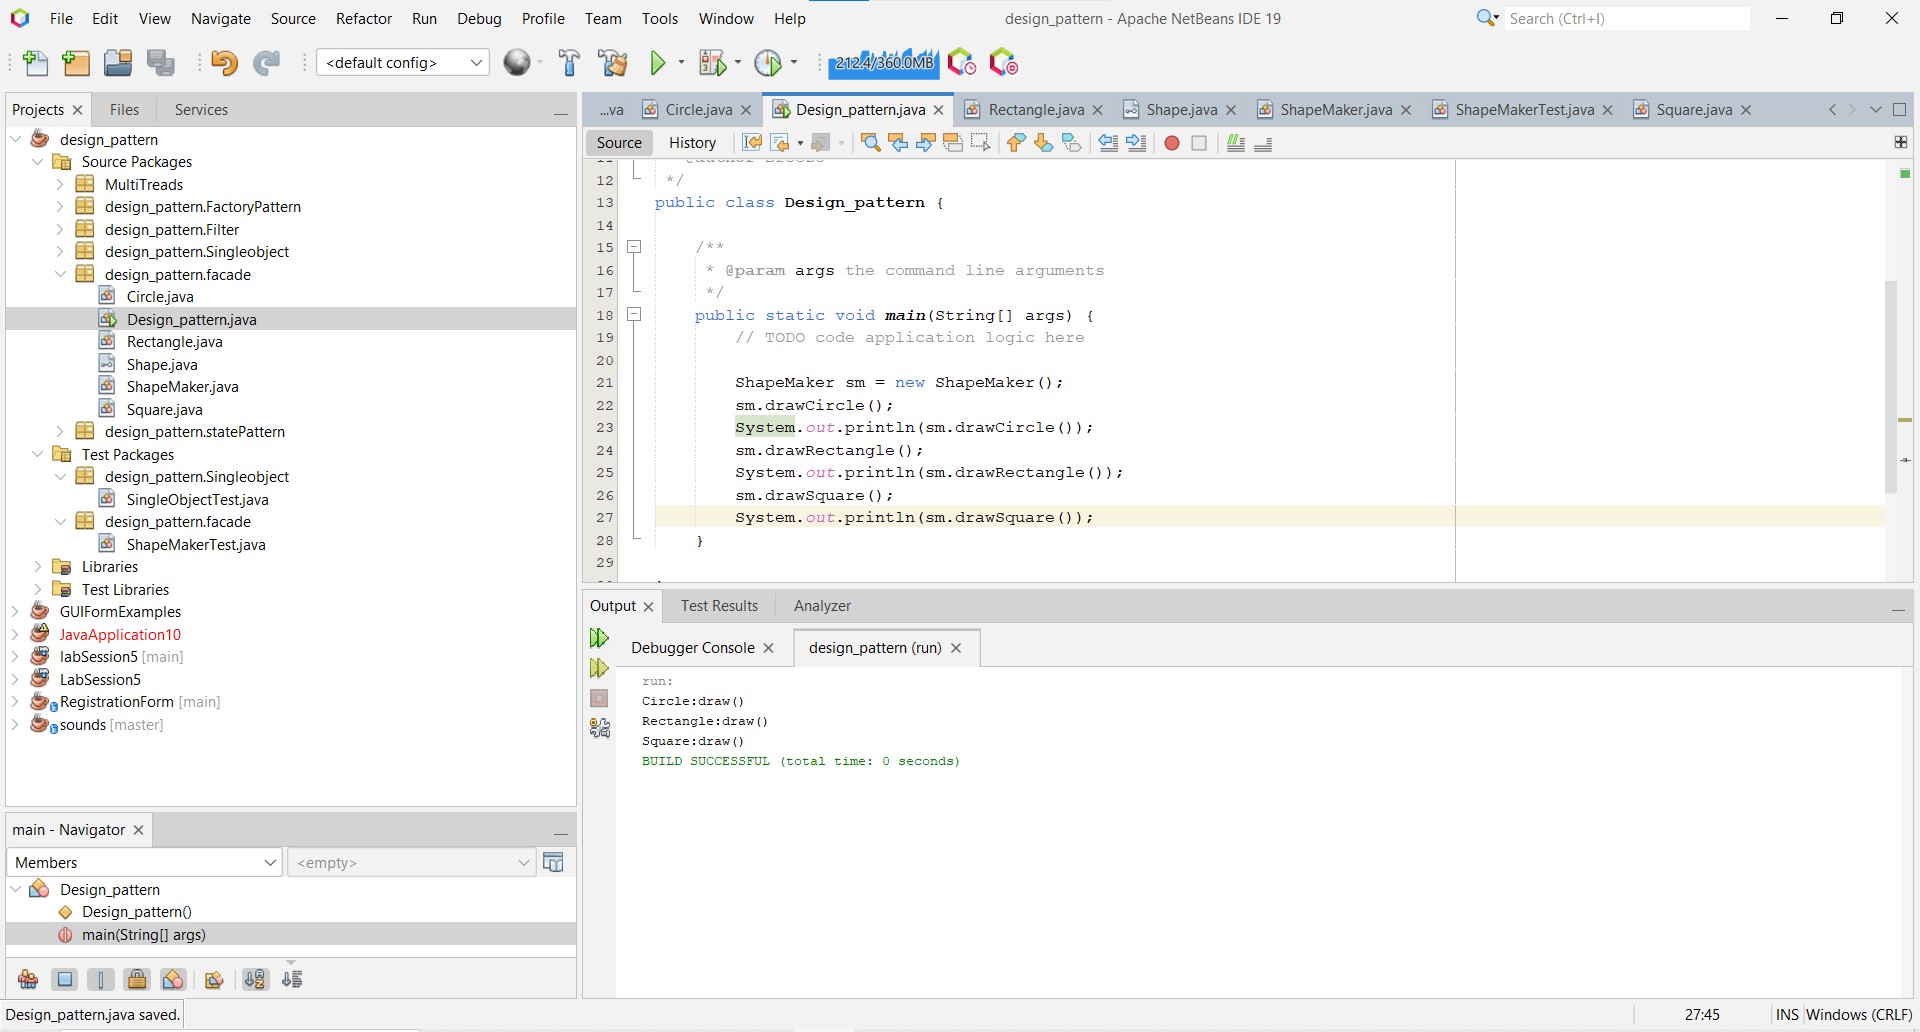 File Edit View Navigate Source Refactor Run Debug Profile Team Tools Window Help
design_pattern - Apache NetBeans IDE 19
Search (Ctrl+I)
<default config>
212.4/360.0MB
Projects Files Services
design_pattern
Source Packages
MultiTreads
design_pattern.FactoryPattern
design_pattern.Filter
design_pattern.Singleobject
design_pattern.facade
Circle.java
Design_pattern.java
Rectangle.java
Shape.java
ShapeMaker.java
Square.java
design_pattern.statePattern
Test Packages
design_pattern.Singleobject
SingleObjectTest.java
design_pattern.facade
ShapeMakerTest.java
Libraries
Test Libraries
GUIFormExamples
JavaApplication10
labSession5 [main]
LabSession5
RegistrationForm [main]
sounds [master]
main - Navigator
Members
<empty>
Design_pattern
Design_pattern()
main(String[] args)
Design_pattern.java saved.
...va Circle.java Design_pattern.java Rectangle.java Shape.java ShapeMaker.java ShapeMakerTest.java Square.java
Source History
12 */
13 public class Design_pattern {
14
15 /**
16 * @param args the command line arguments
17 */
18 public static void main(String[] args) {
19 // TODO code application logic here
20
21 ShapeMaker sm = new ShapeMaker();
22 sm.drawCircle();
23 System.out.println(sm.drawCircle());
24 sm.drawRectangle();
25 System.out.println(sm.drawRectangle());
26 sm.drawSquare();
27 System.out.println(sm.drawSquare());
28 }
29
Output Test Results Analyzer
Debugger Console design_pattern (run)
run:
Circle:draw()
Rectangle:draw()
Square:draw()
BUILD SUCCESSFUL (total time: 0 seconds)
27:45 INS Windows (CRLF)